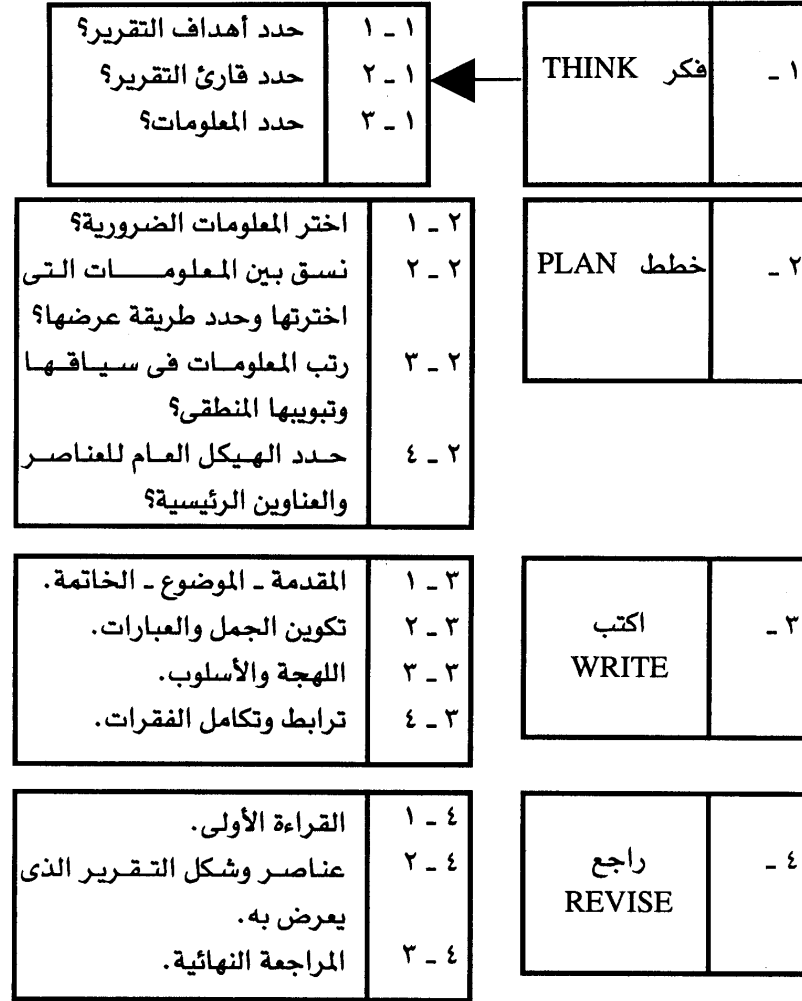 ١ ـ فكر THINK
١ ـ ١ حدد أهداف التقرير؟
١ ـ ٢ حدد قارئ التقرير؟
١ ـ ٣ حدد المعلومات؟
٢ ـ خطط PLAN
٢ ـ ١ اختر المعلومات الضرورية؟
٢ ـ ٢ نسق بين المعلومات التى
اخترتها وحدد طريقة عرضها؟
٢ ـ ٣ رتب المعلومات فى سياقها
وتبويبها المنطقى؟
٢ ـ ٤ حدد الهيكل العام للعناصر
والعناوين الرئيسية؟
٣ ـ اكتب
WRITE
٣ ـ ١ المقدمة ـ الموضوع ـ الخاتمة.
٣ ـ ٢ تكوين الجمل والعبارات.
٣ ـ ٣ اللهجة والأسلوب.
٣ ـ ٤ ترابط وتكامل الفقرات.
٤ ـ راجع
REVISE
٤ ـ ١ القراءة الأولى.
٤ ـ ٢ عناصر وشكل التقرير الذى
يعرض به.
٤ ـ ٣ المراجعة النهائية.